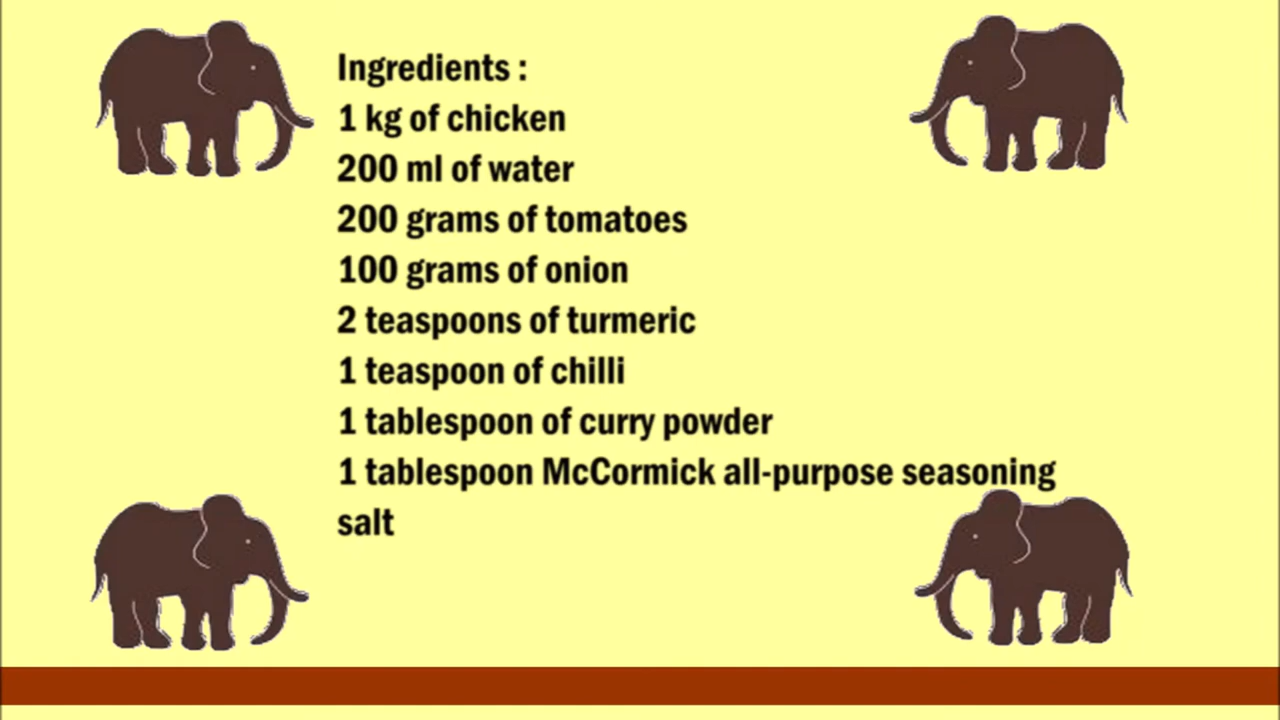 Ingredients :
1 kg of chicken
200 ml of water
200 grams of tomatoes
100 grams of onion
2 teaspoons of turmeric
1 teaspoon of chilli
1 tablespoon of curry powder
1 tablespoon McCormick all-purpose seasoning
salt